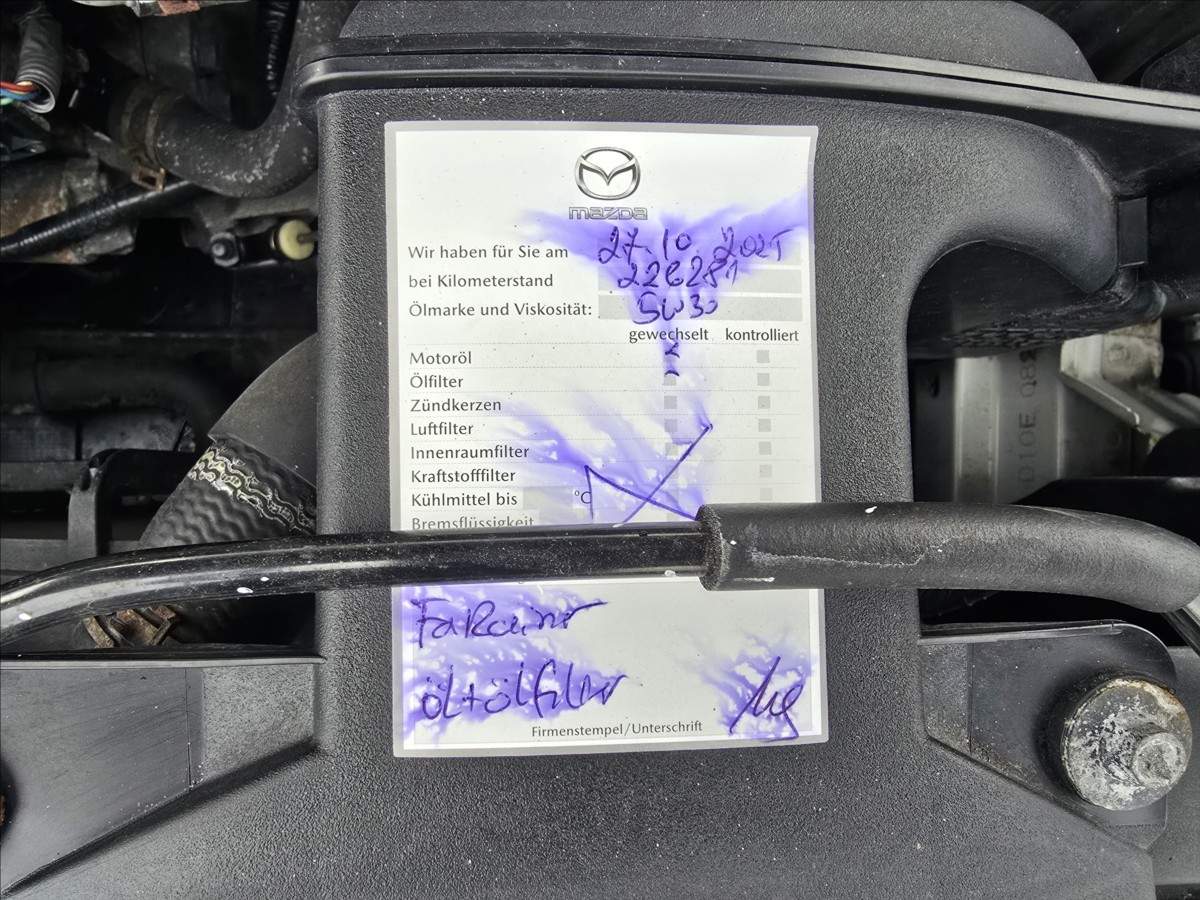 mazda
Wir haben für Sie am 27.10.2025
bei Kilometerstand 226281
Ölmarke und Viskosität: 5W30
gewechselt kontrolliert
Motoröl
Ölfilter
Zündkerzen
Luftfilter
Innenraumfilter
Kraftstofffilter
Kühlmittel bis °C
Bremsflüssigkeit
öl+ölfilter
Firmenstempel/Unterschrift